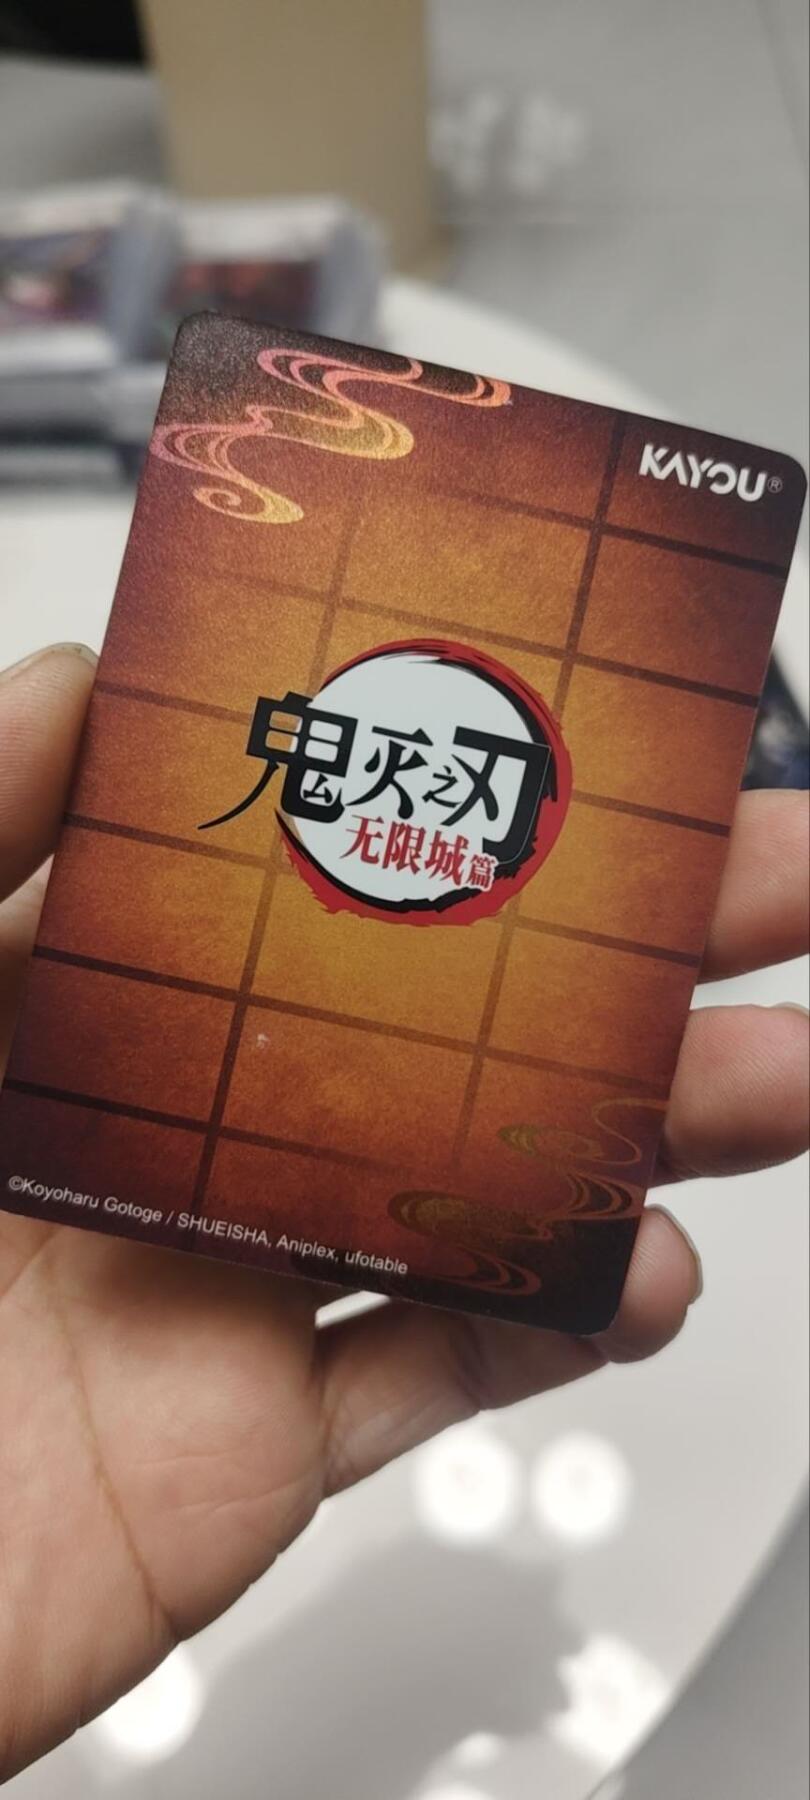 KAYOU®
鬼灭之刃
无限城篇
©Koyoharu Gotoge / SHUEISHA, Aniplex, ufotable